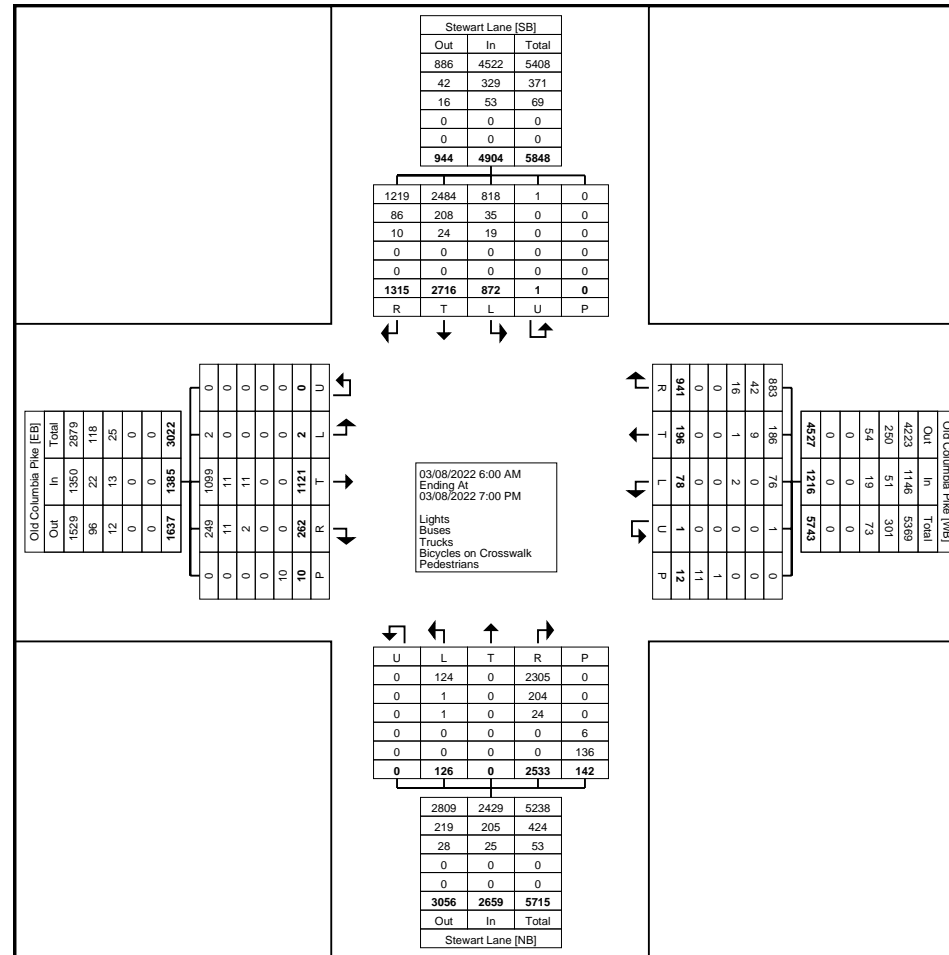 Stewart Lane [SB]
Out In Total
886 4522 5408
42 329 371
16 53 69
0 0 0
0 0 0
944 4904 5848
1219 2484 818 1 0
86 208 35 0 0
10 24 19 0 0
0 0 0 0 0
0 0 0 0 0
1315 2716 872 1 0
R T L U P
Old Columbia Pike [EB]
Total 2879 118 25 0 0 3022
In 1350 22 13 0 0 1385
Out 1529 96 12 0 0 1637
0 0 0 0 0 0 U
2 0 0 0 0 2 L
1099 11 11 0 0 1121 T
249 11 2 0 0 262 R
0 0 0 0 10 10 P
03/08/2022 6:00 AM
Ending At
03/08/2022 7:00 PM
Lights
Buses
Trucks
Bicycles on Crosswalk
Pedestrians
R 941 0 0 16 42 883
T 196 0 0 1 9 186
L 78 0 0 2 0 76
U 1 0 0 0 0 1
P 12 11 1 0 0 0
4527 0 0 54 250 4223 Out
1216 0 0 19 51 1146 In
5743 0 0 73 301 5369 Total
Old Columbia Pike [WB]
U L T R P
0 124 0 2305 0
0 1 0 204 0
0 1 0 24 0
0 0 0 0 6
0 0 0 0 136
0 126 0 2533 142
2809 2429 5238
219 205 424
28 25 53
0 0 0
0 0 0
3056 2659 5715
Out In Total
Stewart Lane [NB]